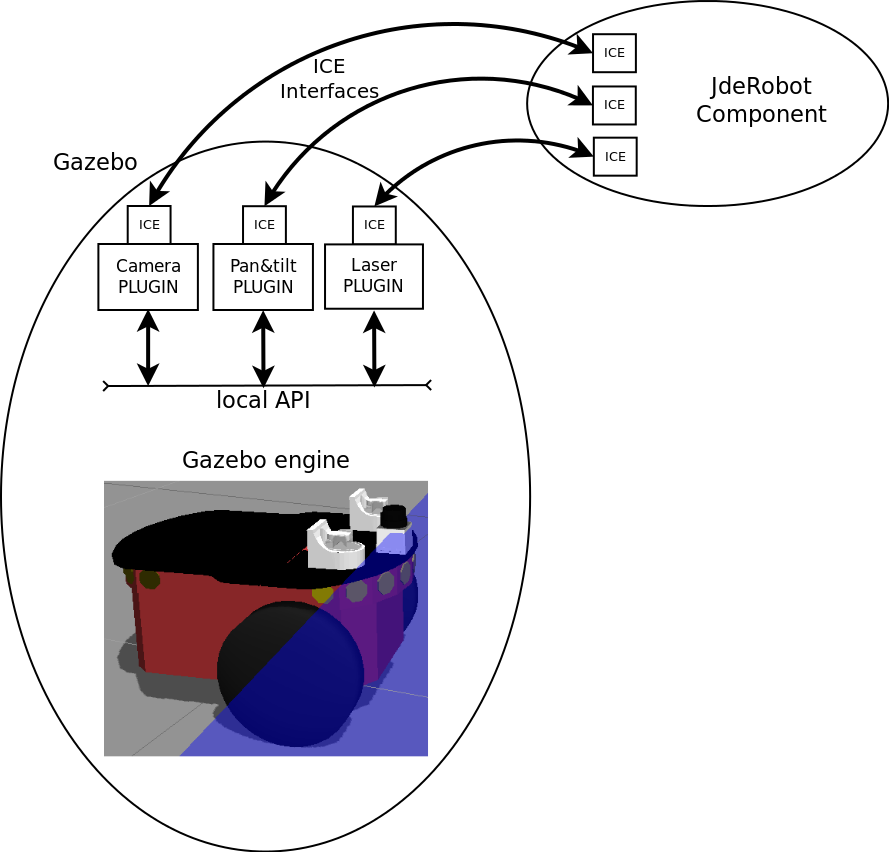 ICE
Interfaces
ICE
ICE
ICE
JdeRobot
Component
Gazebo
ICE
ICE
ICE
Camera
PLUGIN
Pan&tilt
PLUGIN
Laser
PLUGIN
local API
Gazebo engine